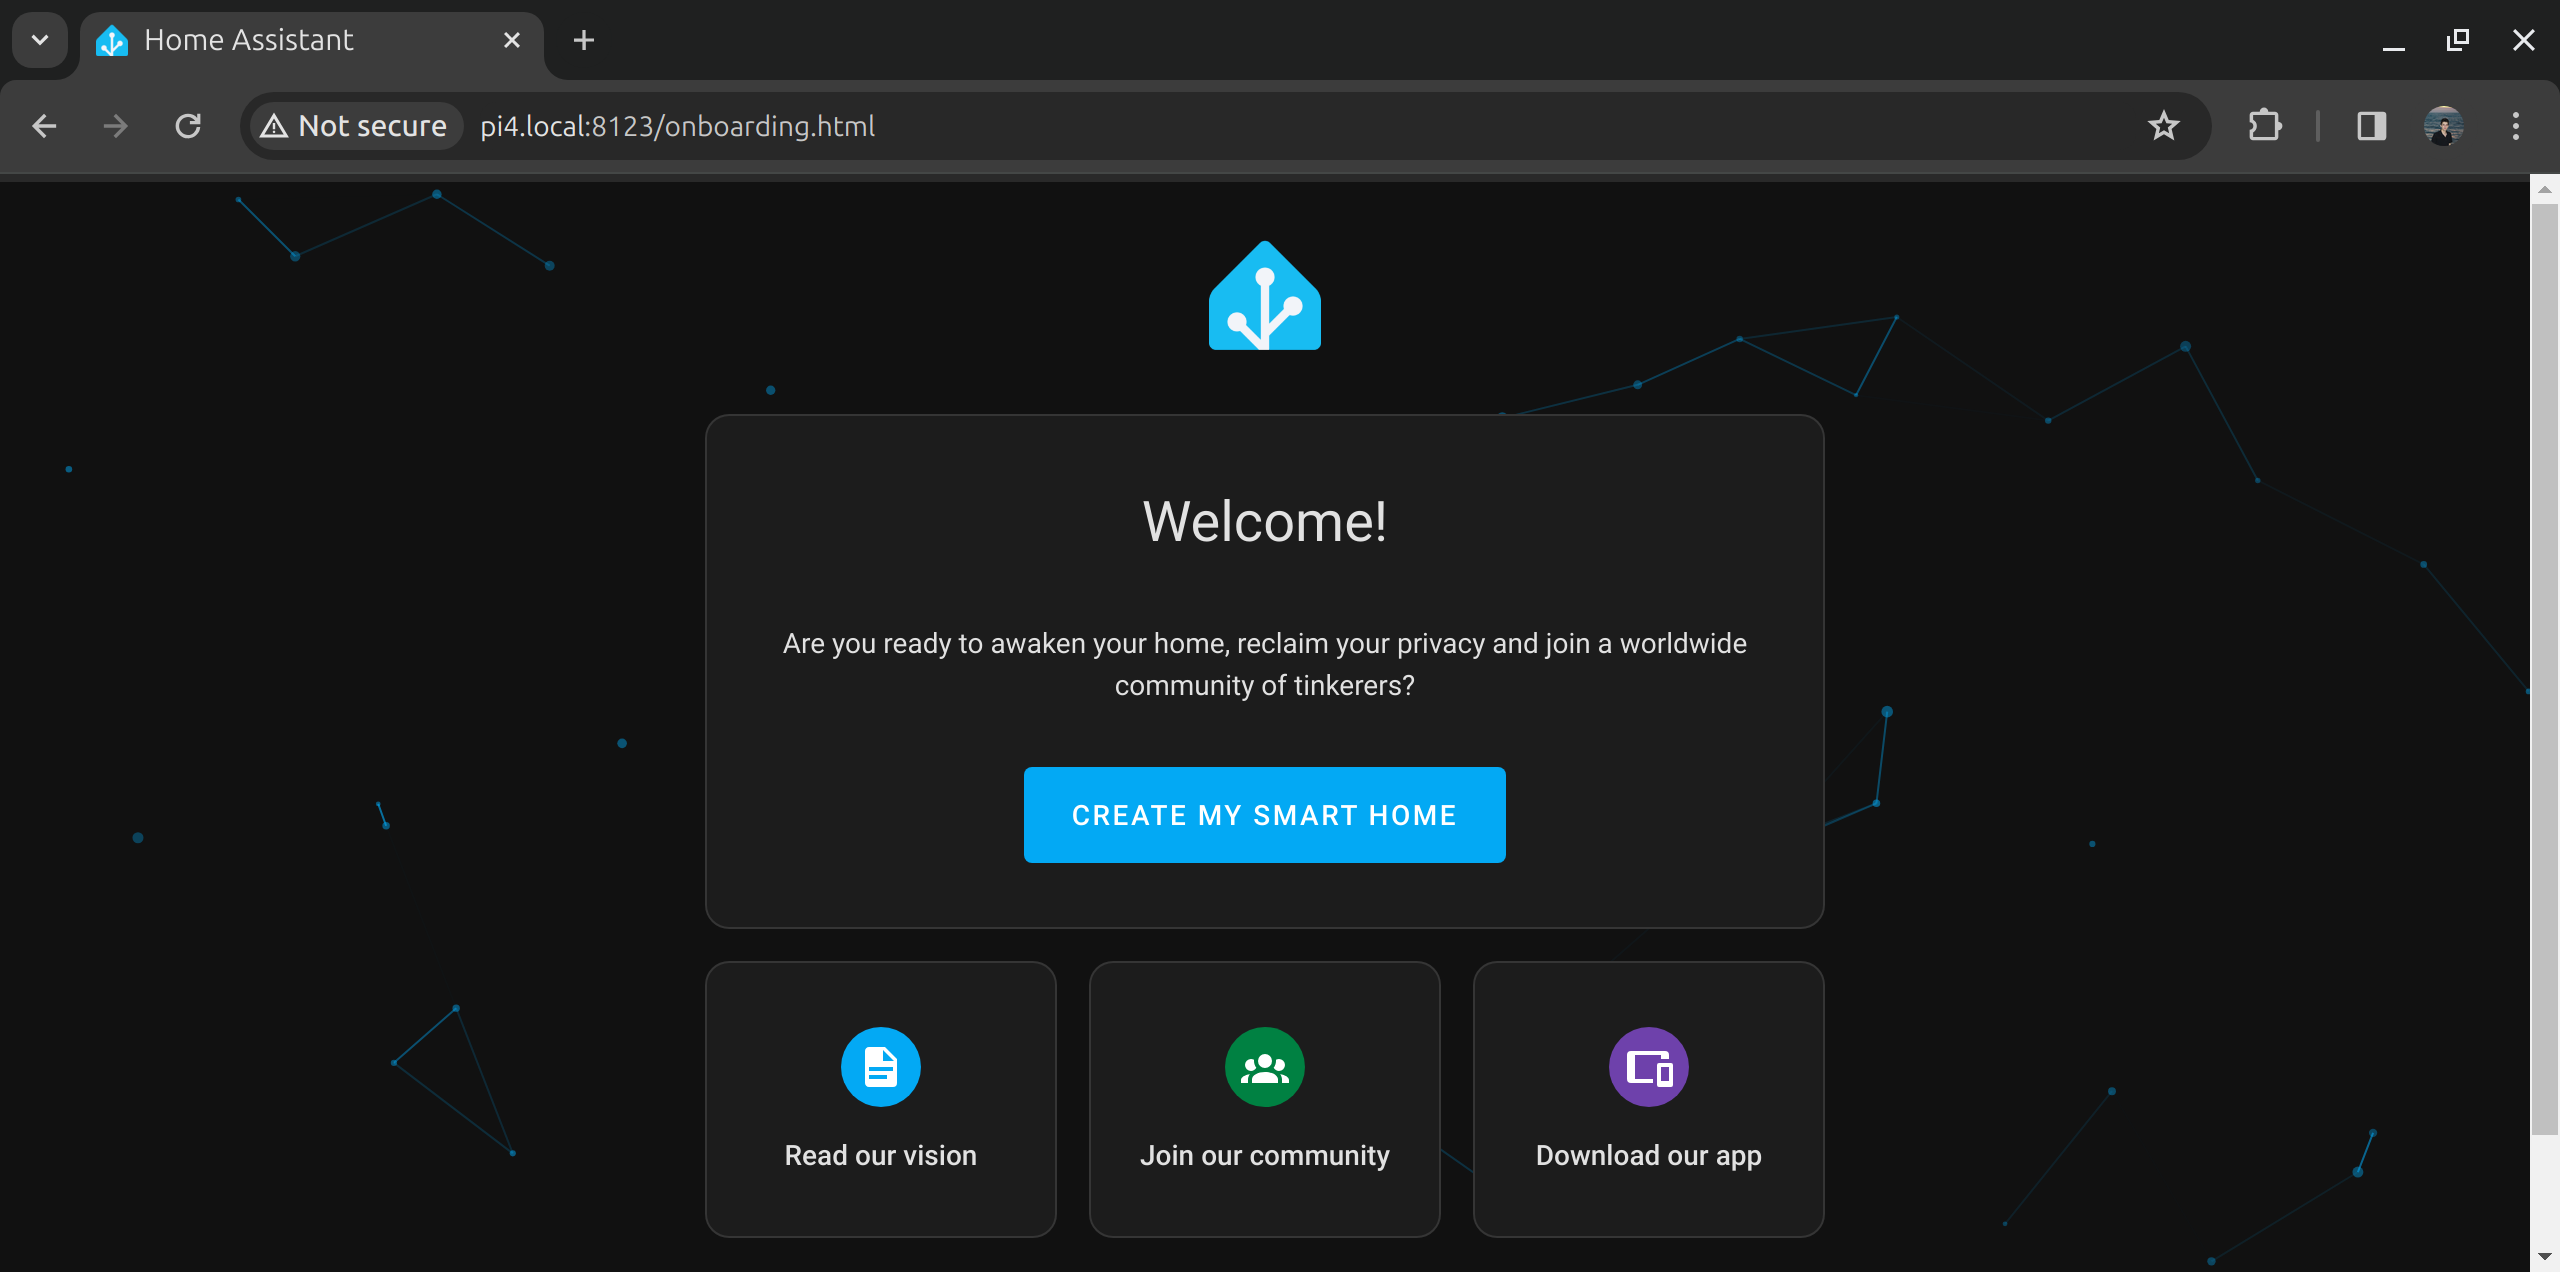 Home Assistant
Not secure
pi4.local:8123/onboarding.html
Welcome!
Are you ready to awaken your home, reclaim your privacy and join a worldwide
community of tinkerers?
CREATE MY SMART HOME
Read our vision
Join our community
Download our app